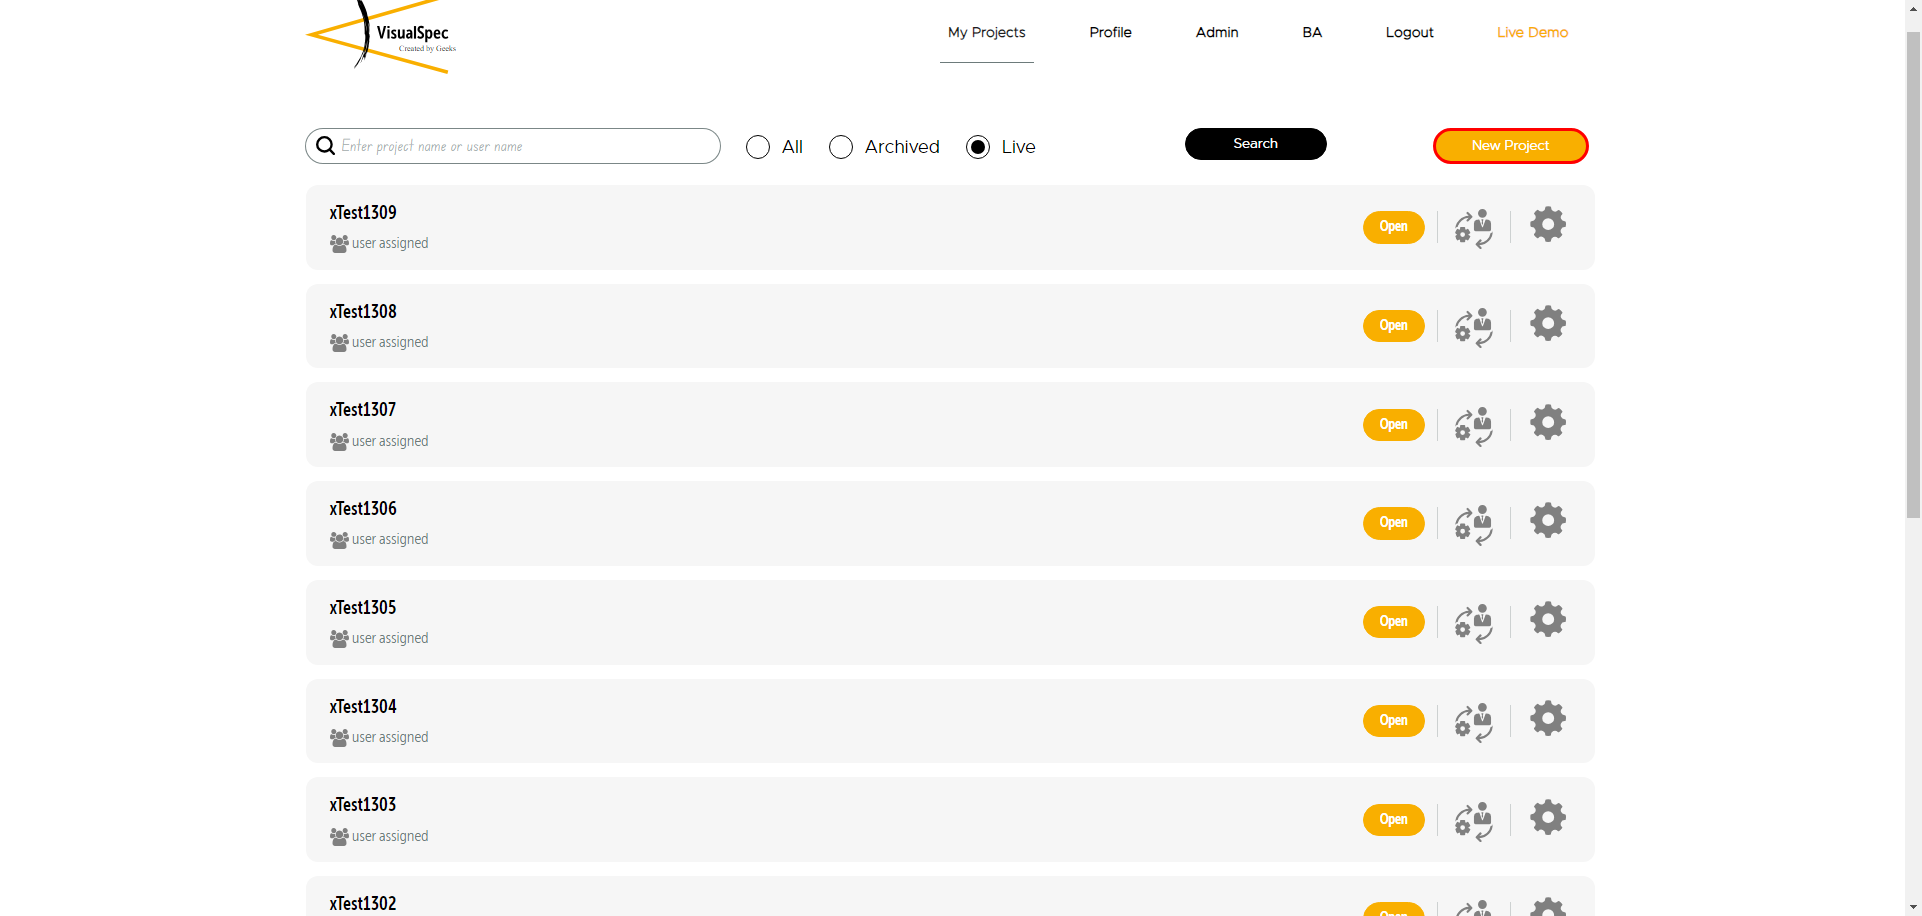 VisualSpec
Created by Geeks
My Projects
Profile
Admin
BA
Logout
Live Demo
Enter project name or user name
All
Archived
Live
Search
New Project
xTest1309
user assigned
Open
xTest1308
user assigned
Open
xTest1307
user assigned
Open
xTest1306
user assigned
Open
xTest1305
user assigned
Open
xTest1304
user assigned
Open
xTest1303
user assigned
Open
xTest1302
Open